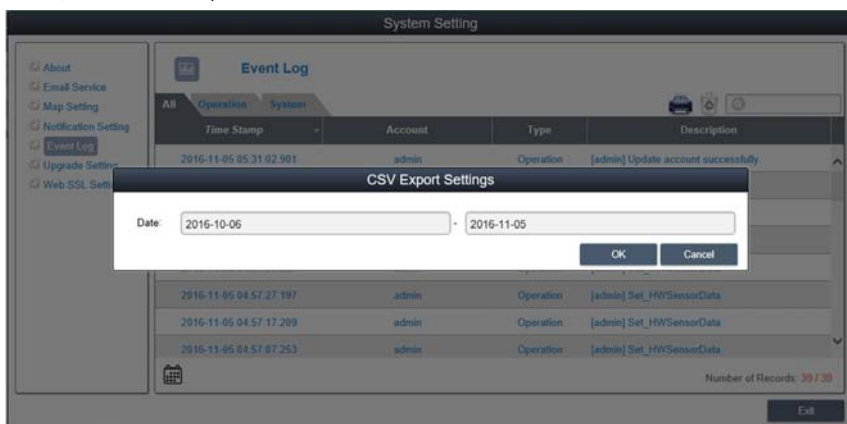 System Setting
About
Email Service
Map Setting
Notification Setting
Event Log
Upgrade Setting
Web SSL Setti
Event Log
All Operation System
Time Stamp Account Type Description
2016-11-05 05:31:02.901 admin Operation [admin] Update account successfully
CSV Export Settings
Date: 2016-10-06 - 2016-11-05
OK Cancel
2016-11-05 04:57:27.197 admin Operation [admin] Set_HWSensorData
2016-11-05 04:57:17.209 admin Operation [admin] Set_HWSensorData
2016-11-05 04:57:07.253 admin Operation [admin] Set_HWSensorData
Number of Records: 39 / 39
Exit